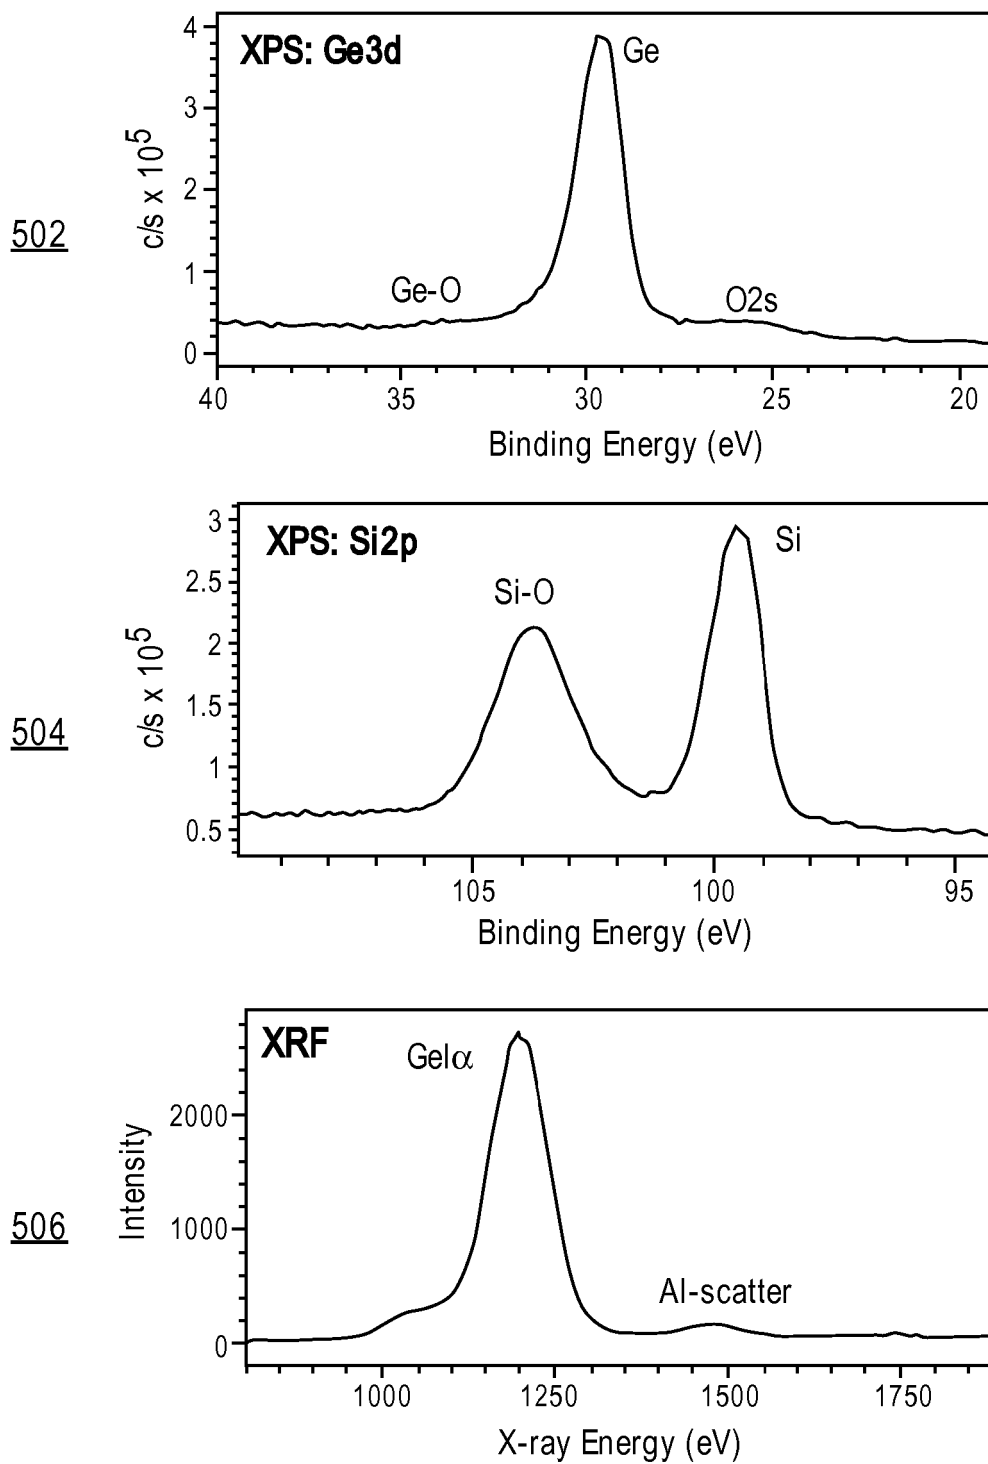 XPS: Ge3d
Ge
Ge-O
O2s
4
3
2
1
0
c/s x 10^5
502
40 35 30 25 20
Binding Energy (eV)
XPS: Si2p
Si
Si-O
3
2.5
2
1.5
1
0.5
c/s x 10^5
504
105 100 95
Binding Energy (eV)
XRF
Gelα
Al-scatter
2000
1000
0
Intensity
506
1000 1250 1500 1750
X-ray Energy (eV)